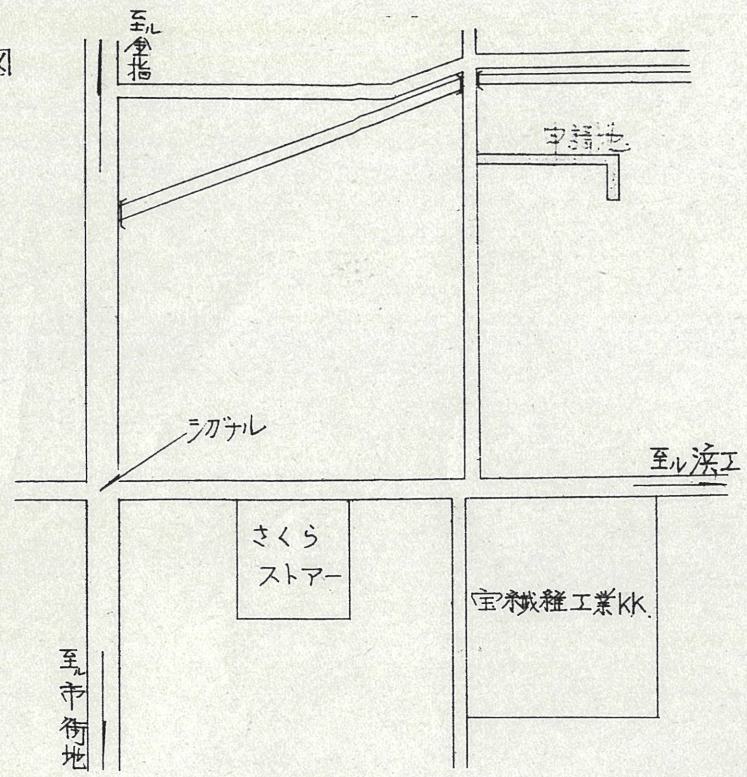 図
至ル金指
申請地
シグナル
至ル浜工
さくら
ストアー
宝繊維工業KK.
至ル市街地